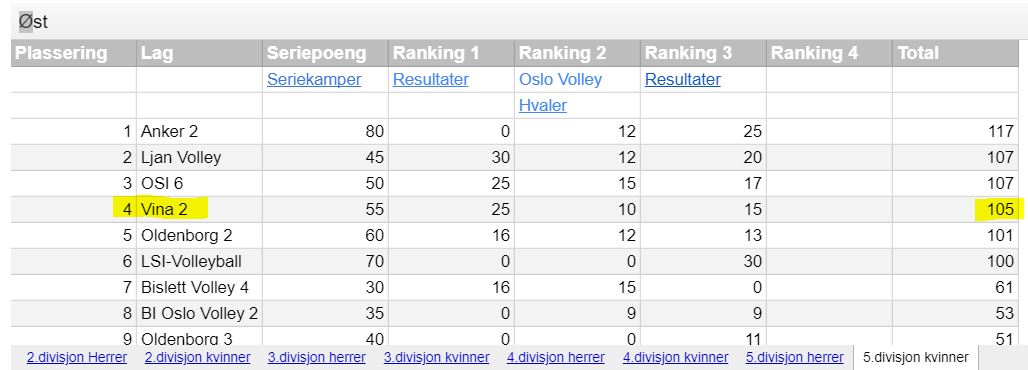 Øst
Plassering Lag Seriepoeng Ranking 1 Ranking 2 Ranking 3 Ranking 4 Total
Seriekamper Resultater Oslo Volley Resultater
Hvaler
1 Anker 2 80 0 12 25 117
2 Ljan Volley 45 30 12 20 107
3 OSI 6 50 25 15 17 107
4 Vina 2 55 25 10 15 105
5 Oldenborg 2 60 16 12 13 101
6 LSI-Volleyball 70 0 0 30 100
7 Bislett Volley 4 30 16 15 0 61
8 BI Oslo Volley 2 35 0 9 9 53
9 Oldenborg 3 40 0 0 11 51
2.divisjon Herrer 2.divisjon kvinner 3.divisjon herrer 3.divisjon kvinner 4.divisjon herrer 4.divisjon kvinner 5.divisjon herrer 5.divisjon kvinner